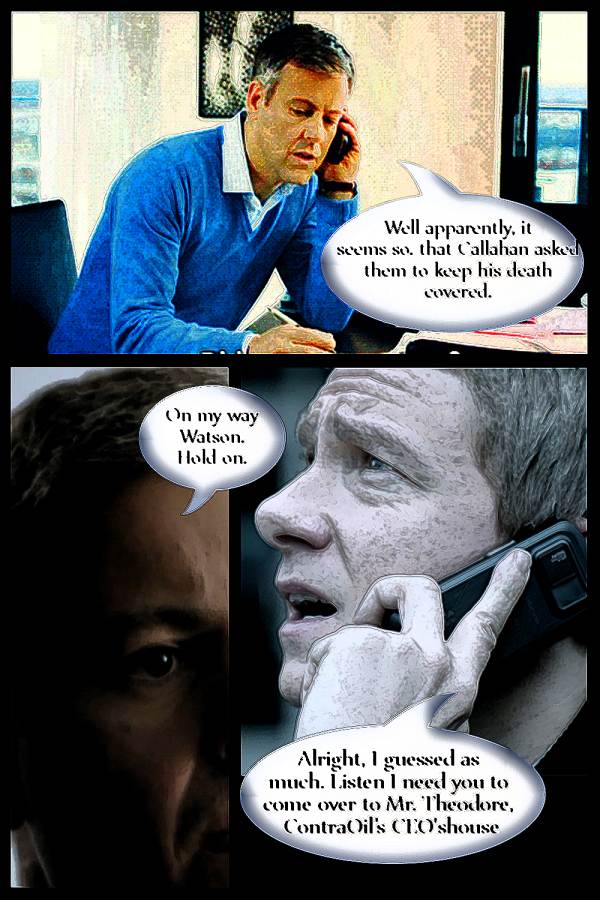 Well apparently, it
seems so. that Callahan asked
them to keep his death
covered.
On my way
Watson.
Hold on.
Alright, I guessed as
much. Listen I need you to
come over to Mr. Theodore,
ContraOil's CEO'shouse